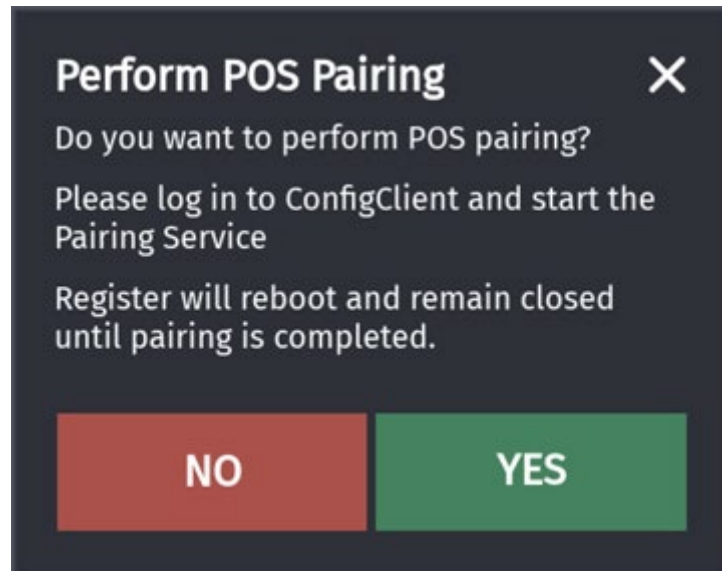 Perform POS Pairing
Do you want to perform POS pairing?
Please log in to ConfigClient and start the
Pairing Service
Register will reboot and remain closed
until pairing is completed.
NO
YES